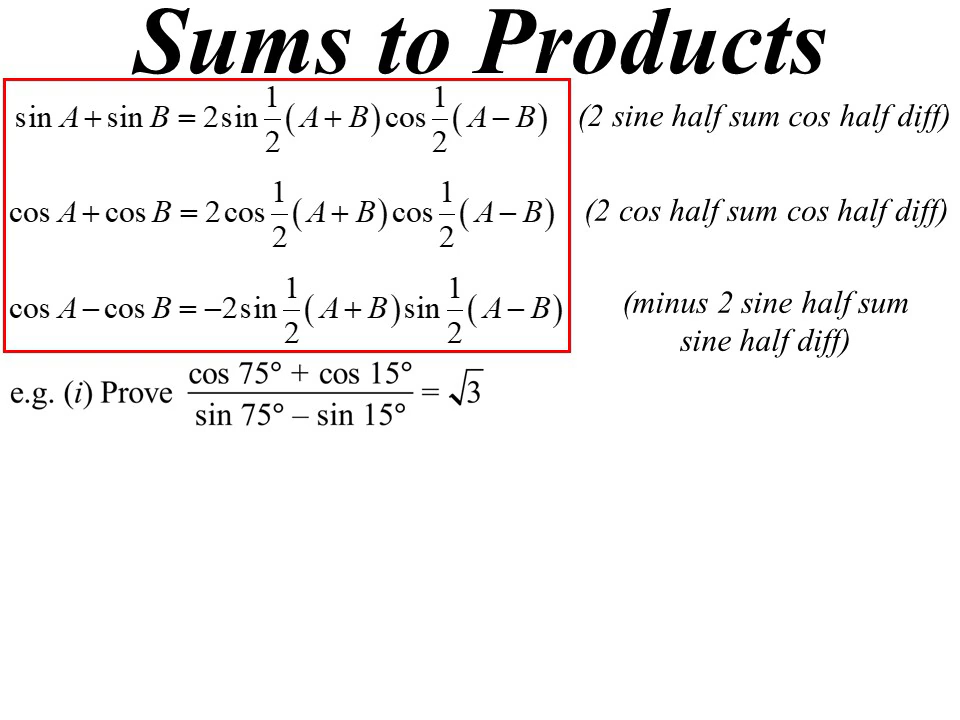 Sums to Products
sin A + sin B = 2 sin 1/2 (A + B) cos 1/2 (A − B) (2 sine half sum cos half diff)
cos A + cos B = 2 cos 1/2 (A + B) cos 1/2 (A − B) (2 cos half sum cos half diff)
cos A − cos B = −2 sin 1/2 (A + B) sin 1/2 (A − B) (minus 2 sine half sum
sine half diff)
e.g. (i) Prove (cos 75° + cos 15°)/(sin 75° – sin 15°) = √3